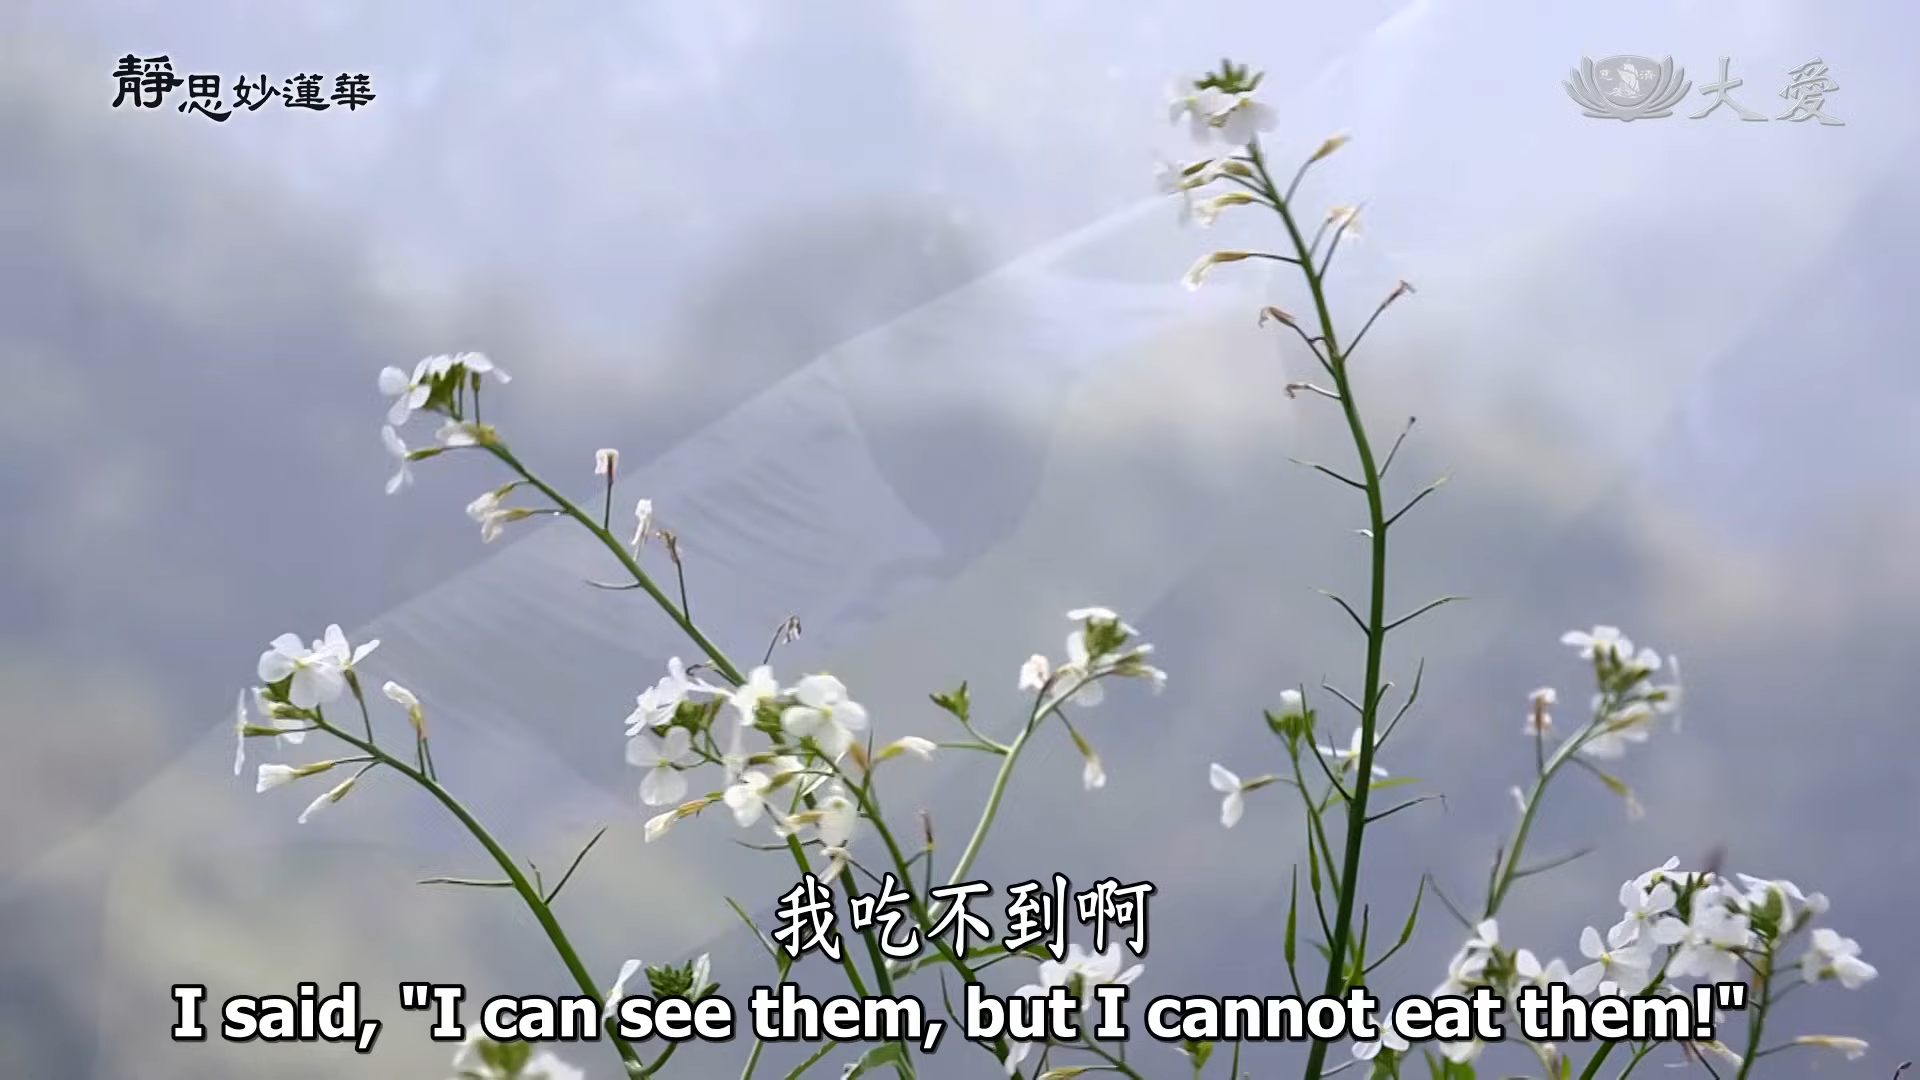 靜思妙蓮華
大愛
我吃不到啊
I said, "I can see them, but I cannot eat them!"